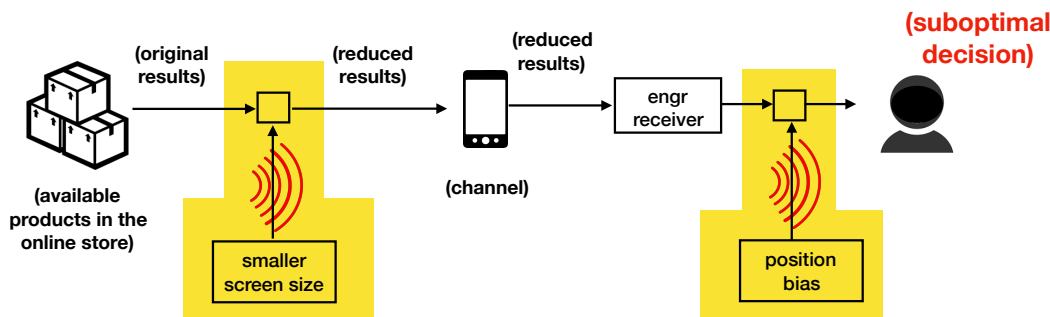 (original
results)
(reduced
results)
(reduced
results)
(suboptimal
decision)
engr
receiver
(available
products in the
online store)
(channel)
smaller
screen size
position
bias